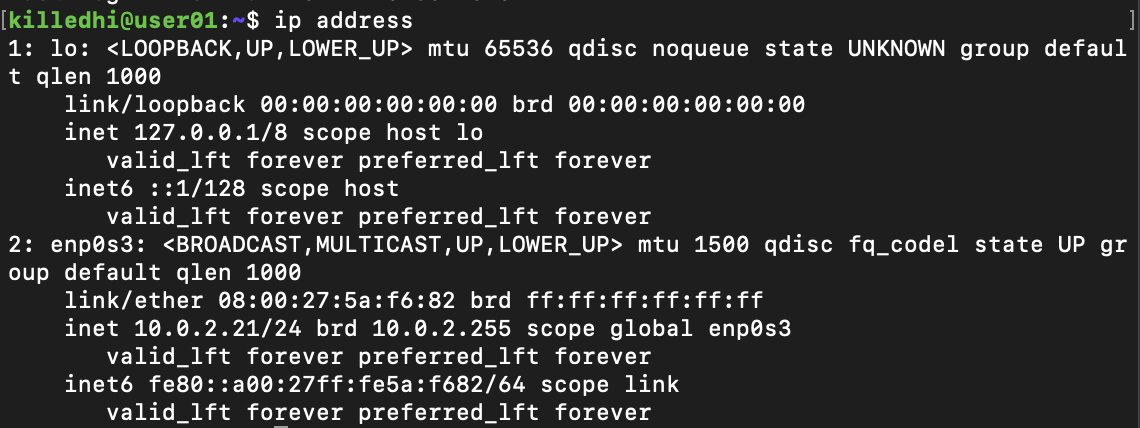 [killedhi@user01:~$ ip address ]
1: lo: <LOOPBACK,UP,LOWER_UP> mtu 65536 qdisc noqueue state UNKNOWN group defaul
t qlen 1000
    link/loopback 00:00:00:00:00:00 brd 00:00:00:00:00:00
    inet 127.0.0.1/8 scope host lo
       valid_lft forever preferred_lft forever
    inet6 ::1/128 scope host
       valid_lft forever preferred_lft forever
2: enp0s3: <BROADCAST,MULTICAST,UP,LOWER_UP> mtu 1500 qdisc fq_codel state UP gr
oup default qlen 1000
    link/ether 08:00:27:5a:f6:82 brd ff:ff:ff:ff:ff:ff
    inet 10.0.2.21/24 brd 10.0.2.255 scope global enp0s3
       valid_lft forever preferred_lft forever
    inet6 fe80::a00:27ff:fe5a:f682/64 scope link
       valid_lft forever preferred_lft forever